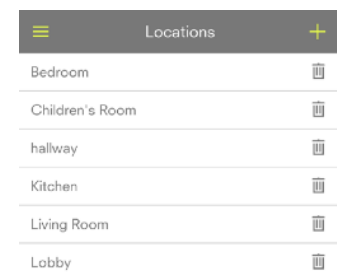 Locations
Bedroom
Children's Room
hallway
Kitchen
Living Room
Lobby